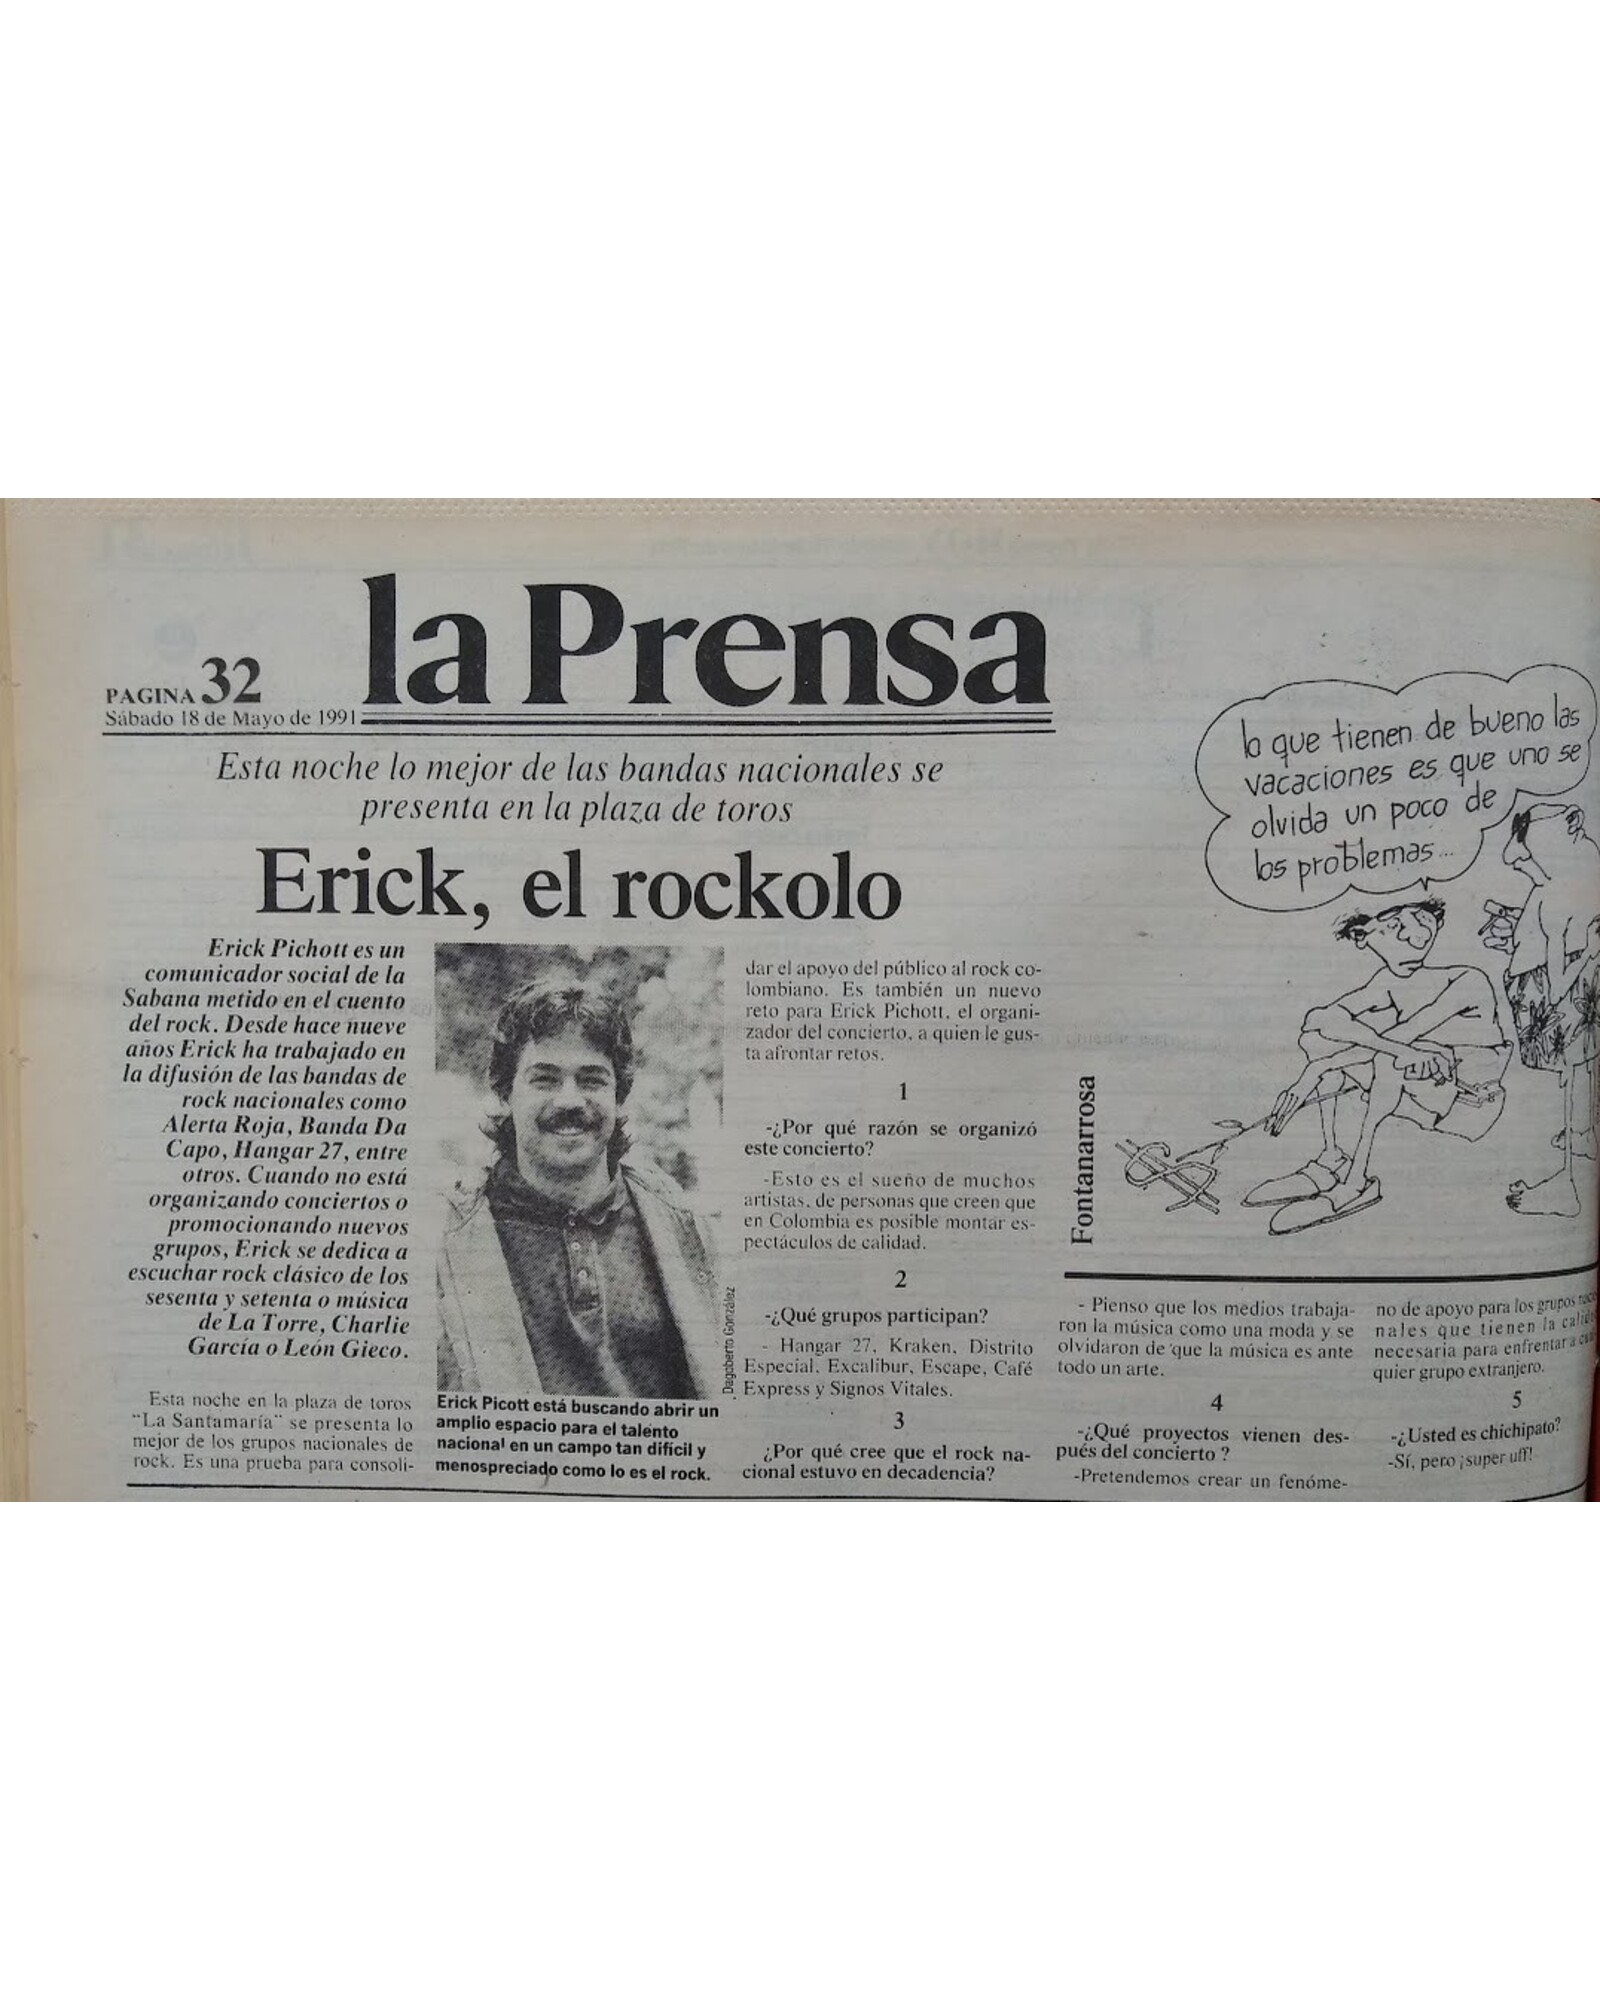 la Prensa
PAGINA 32
Sábado 18 de Mayo de 1991
Esta noche lo mejor de las bandas nacionales se
presenta en la plaza de toros
Erick, el rockolo
Erick Pichott es un
comunicador social de la
Sabana metido en el cuento
del rock. Desde hace nueve
años Erick ha trabajado en
la difusión de las bandas de
rock nacionales como
Alerta Roja, Banda Da
Capo, Hangar 27, entre
otros. Cuando no está
organizando conciertos o
promocionando nuevos
grupos, Erick se dedica a
escuchar rock clásico de los
sesenta y setenta o música
de La Torre, Charlie
García o León Gieco.
Esta noche en la plaza de toros
"La Santamaría" se presenta lo
mejor de los grupos nacionales de
rock. Es una prueba para consoli-
Dagoberto González
Erick Picott está buscando abrir un
amplio espacio para el talento
nacional en un campo tan difícil y
menospreciado como lo es el rock.
dar el apoyo del público al rock co-
lombiano. Es también un nuevo
reto para Erick Pichott, el organi-
zador del concierto, a quien le gus-
ta afrontar retos.
1
-¿Por qué razón se organizó
este concierto?
-Esto es el sueño de muchos
artistas, de personas que creen que
en Colombia es posible montar es-
pectáculos de calidad.
2
-¿Qué grupos participan?
- Hangar 27, Kraken, Distrito
Especial, Excalibur, Escape, Café
Express y Signos Vitales.
3
¿Por qué cree que el rock na-
cional estuvo en decadencia?
- Pienso que los medios trabaja-
ron la música como una moda y se
olvidaron de que la música es ante
todo un arte.
4
-¿Qué proyectos vienen des-
pués del concierto ?
-Pretendemos crear un fenóme-
no de apoyo para los grupos
nales que tienen la
necesaria para enfrentar a
quier grupo extranjero.
5
-¿Usted es chichipato?
-Sí, pero ¡super uff!
Fontanarrosa
lo que tienen de bueno las
vacaciones es que uno se
olvida un poco de
los problemas...